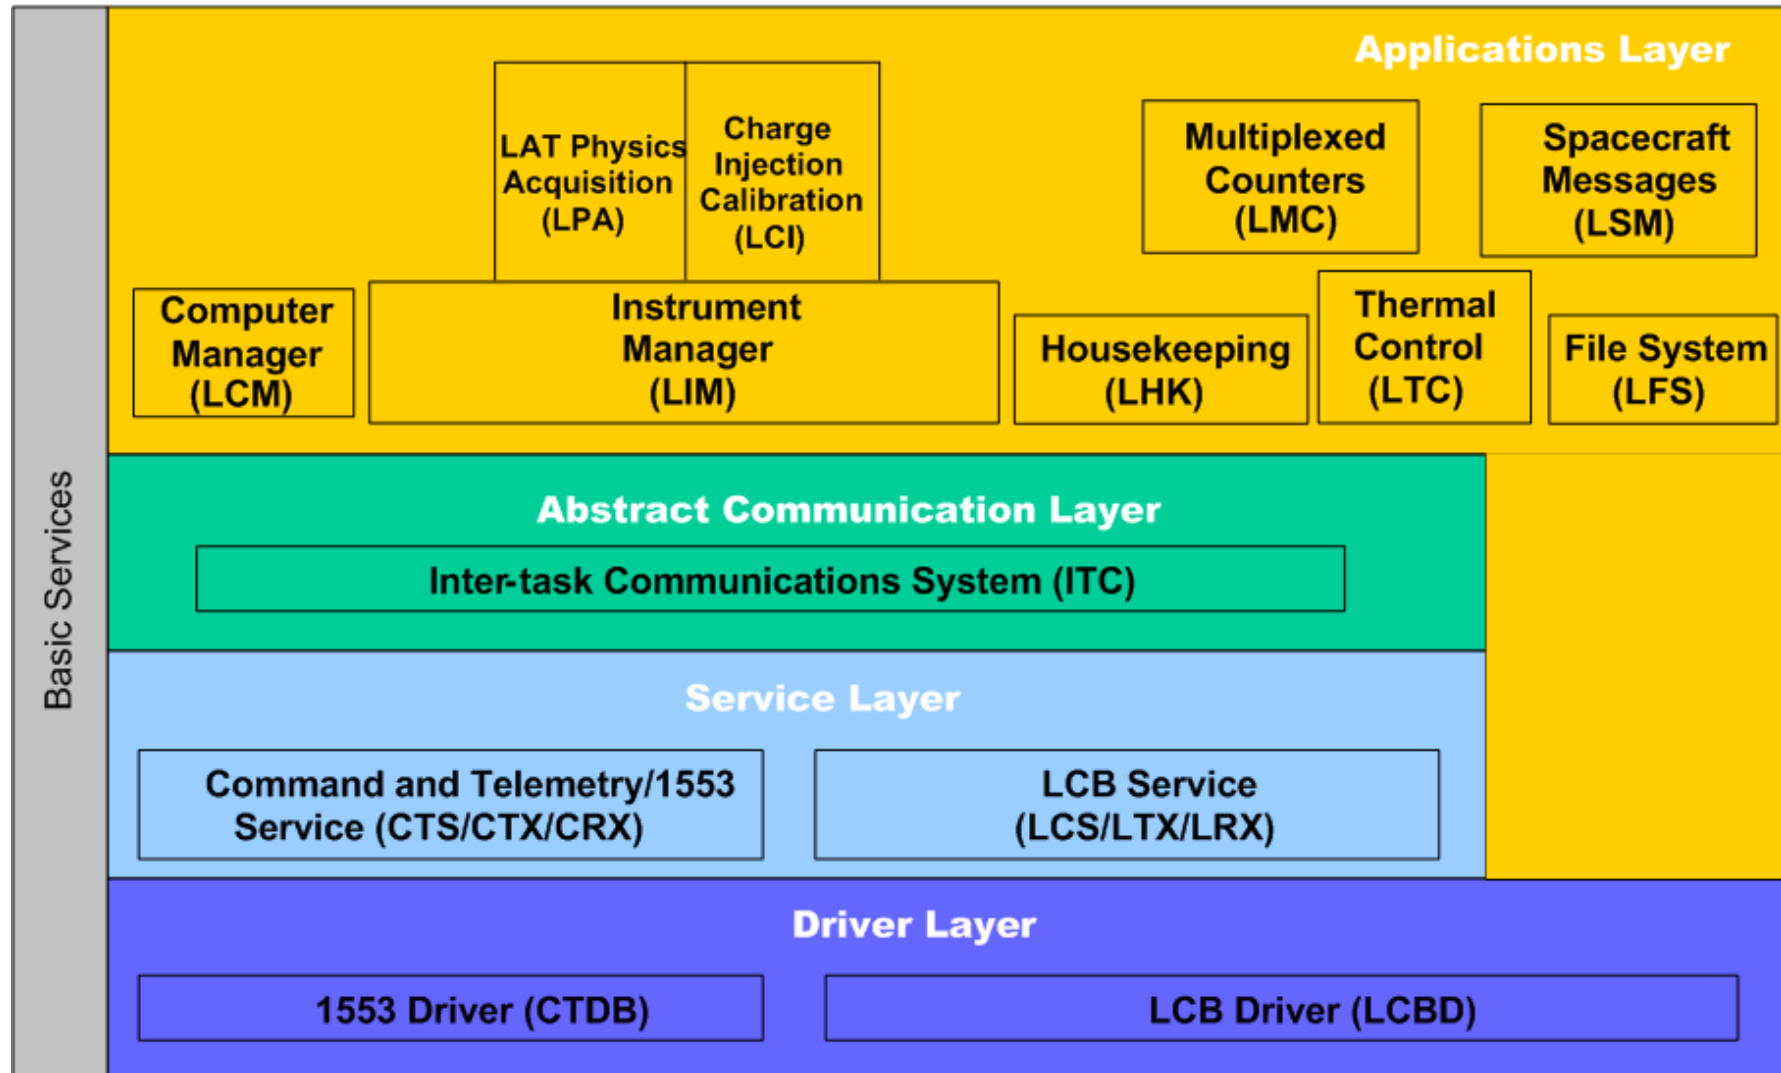 Basic Services
Applications Layer
LAT Physics
Acquisition
(LPA)
Charge
Injection
Calibration
(LCI)
Multiplexed
Counters
(LMC)
Spacecraft
Messages
(LSM)
Computer
Manager
(LCM)
Instrument
Manager
(LIM)
Housekeeping
(LHK)
Thermal
Control
(LTC)
File System
(LFS)
Abstract Communication Layer
Inter-task Communications System (ITC)
Service Layer
Command and Telemetry/1553
Service (CTS/CTX/CRX)
LCB Service
(LCS/LTX/LRX)
Driver Layer
1553 Driver (CTDB)
LCB Driver (LCBD)